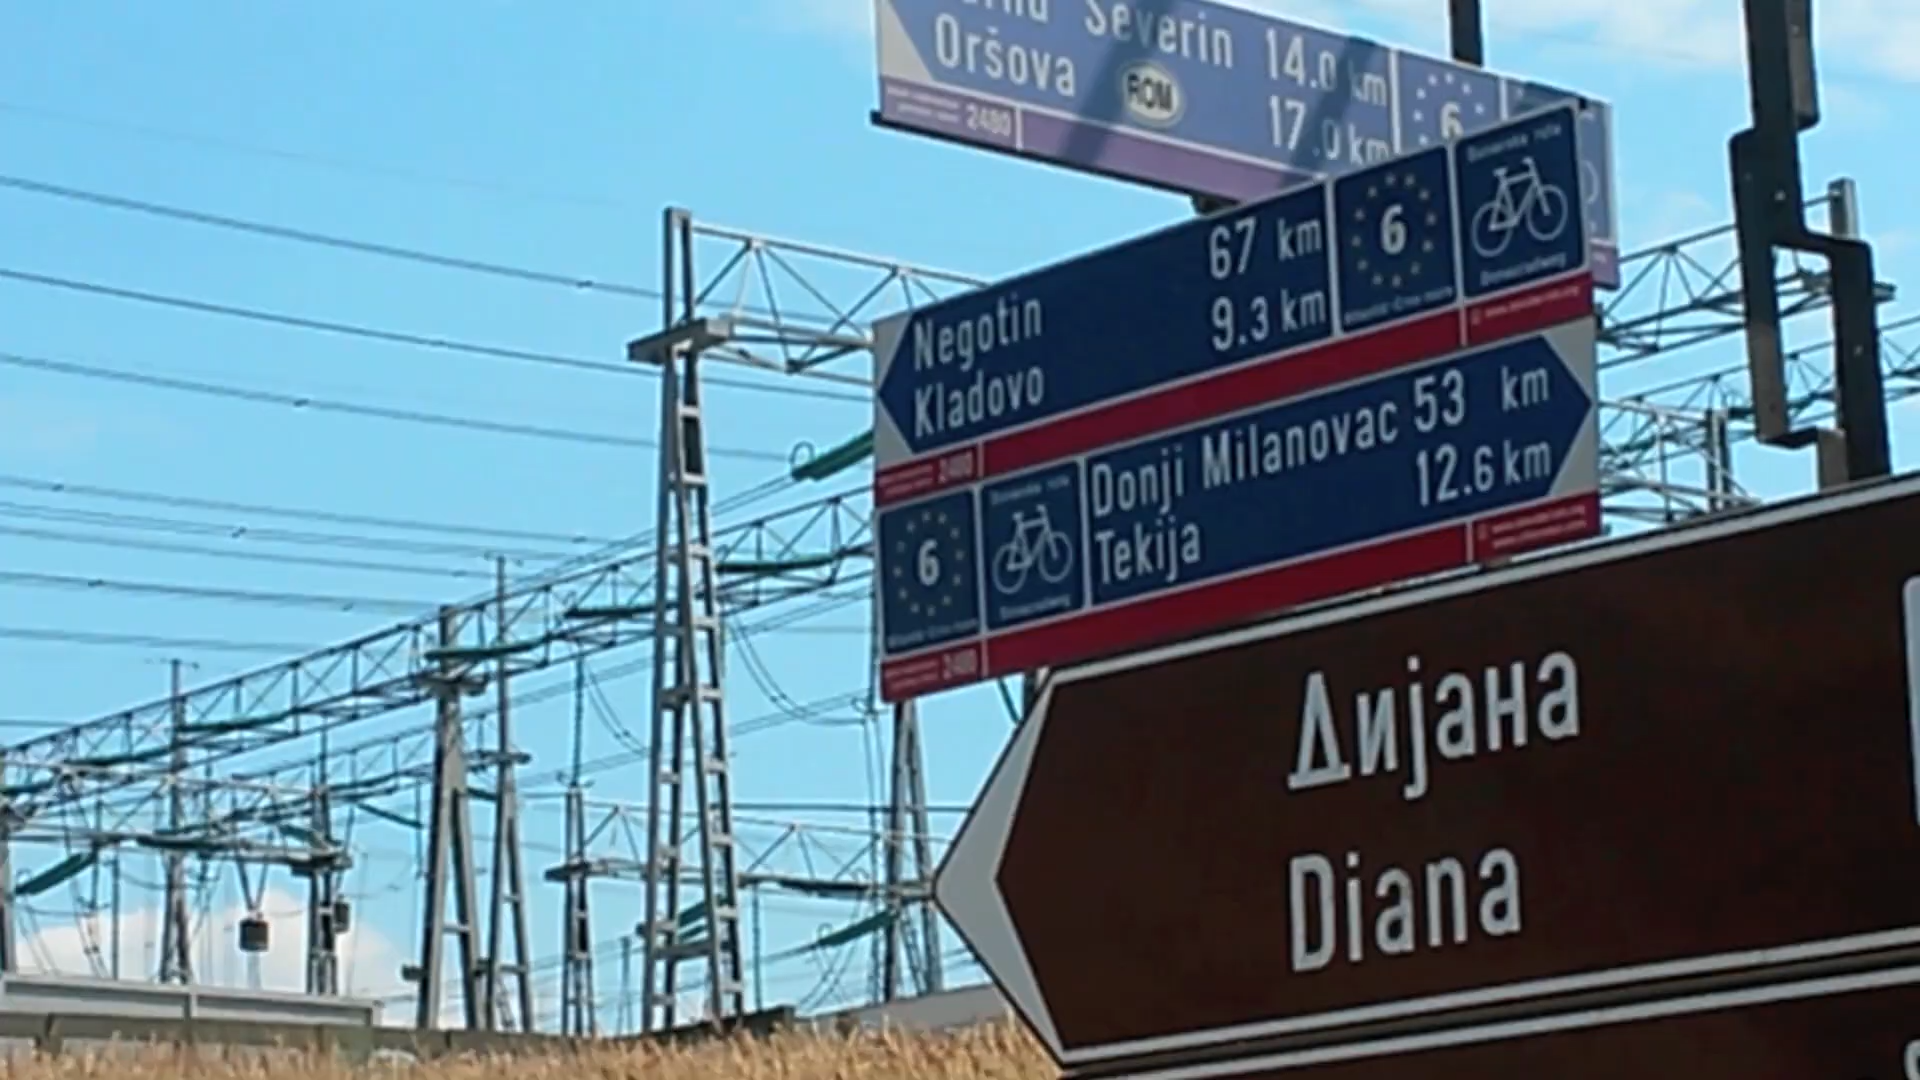 Severin 14.0 km
Oršova ROM 17.0 km
6
2480
Negotin 67 km
Kladovo 9.3 km
6
2480
6
Donji Milanovac 53 km
Tekija 12.6 km
2480
Дијана
Diana